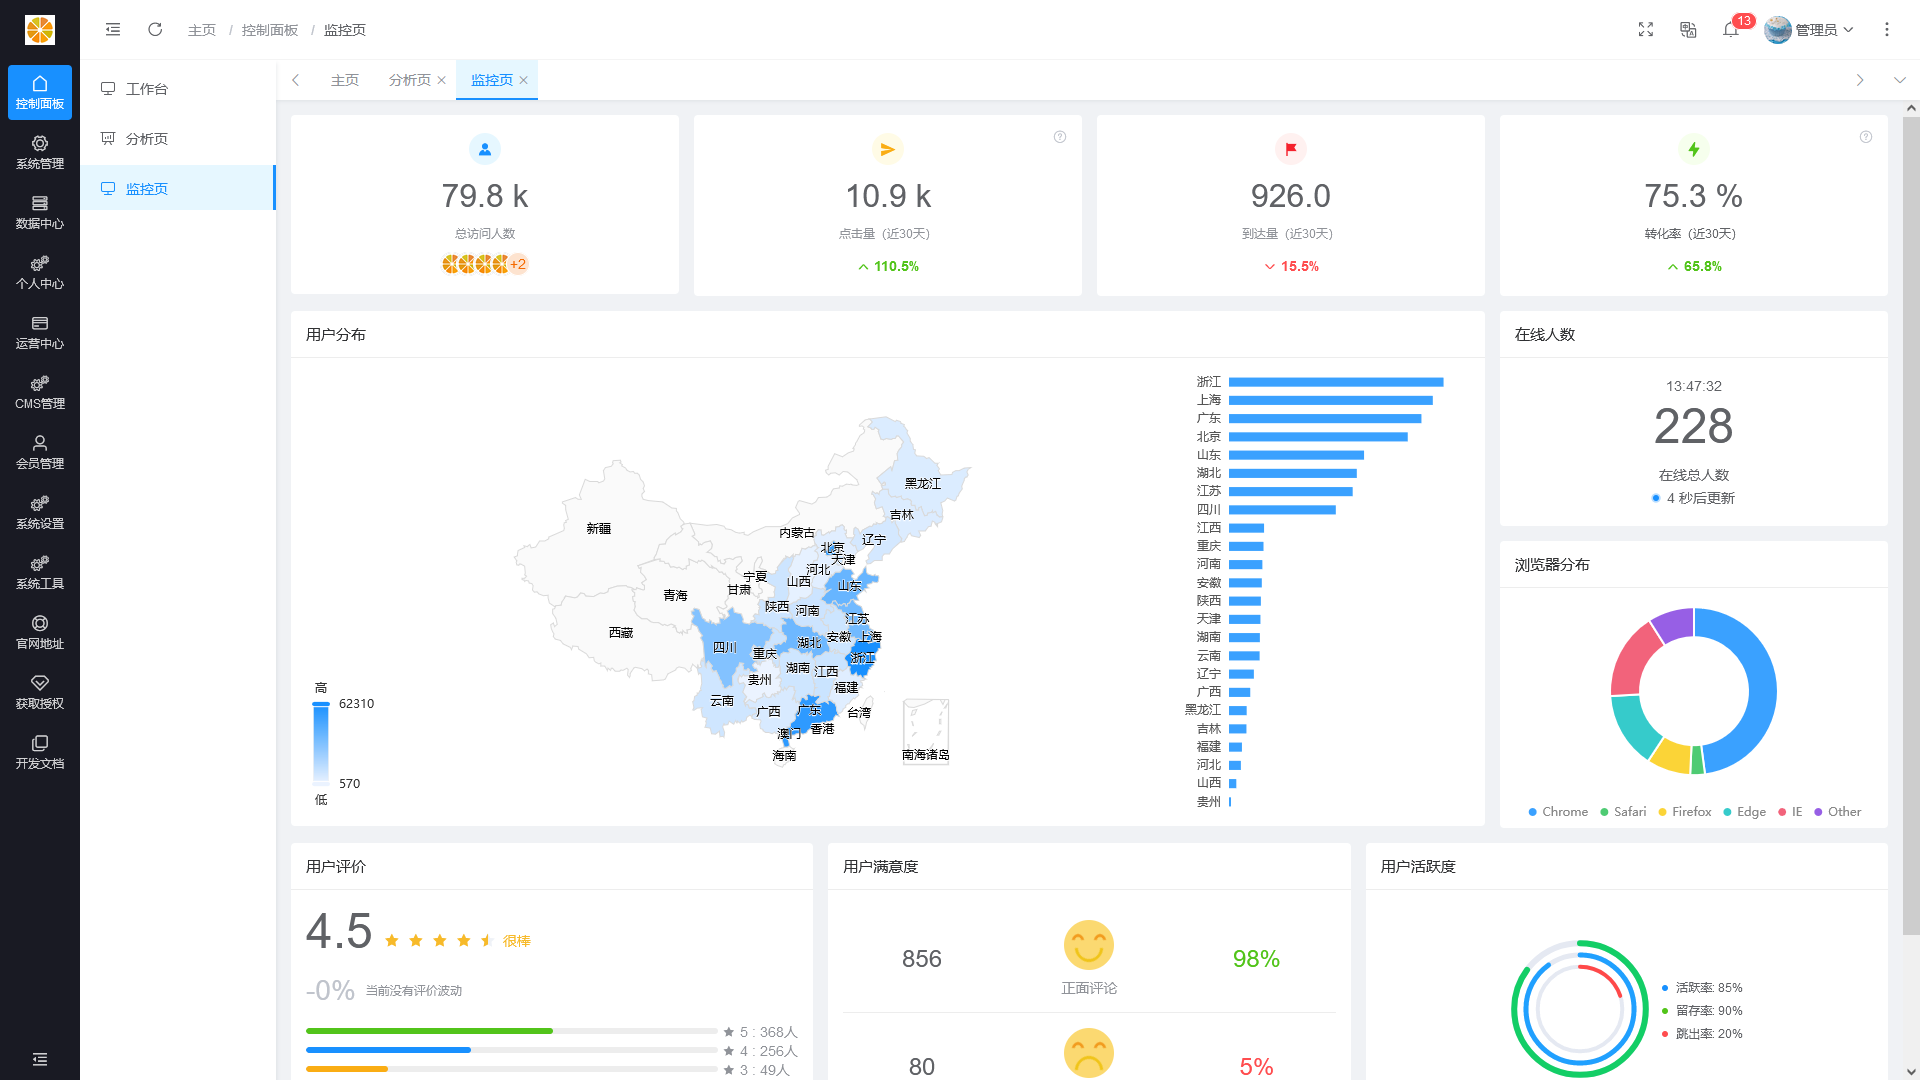 主页 / 控制面板 / 监控页
13
管理员
控制面板
系统管理
数据中心
个人中心
运营中心
CMS管理
会员管理
系统设置
系统工具
官网地址
获取授权
开发文档
工作台
分析页
监控页
主页
分析页
监控页
79.8 k
总访问人数
+2
10.9 k
点击量（近30天）
110.5%
926.0
到达量（近30天）
15.5%
75.3 %
转化率（近30天）
65.8%
用户分布
黑龙江
吉林
新疆
内蒙古
辽宁
北京
天津
河北
宁夏
山西
山东
甘肃
青海
陕西
河南
江苏
西藏
安徽
上海
湖北
四川
重庆
浙江
湖南
江西
贵州
福建
云南
广西
广东
台湾
香港
澳门
海南
南海诸岛
高
62310
570
低
浙江
上海
广东
北京
山东
湖北
江苏
四川
江西
重庆
河南
安徽
陕西
天津
湖南
云南
辽宁
广西
黑龙江
吉林
福建
河北
山西
贵州
在线人数
13:47:32
228
在线总人数
4 秒后更新
浏览器分布
Chrome Safari Firefox Edge IE Other
用户评价
4.5 很棒
-0% 当前没有评价波动
5 : 368人
4 : 256人
3 : 49人
用户满意度
856
正面评论
98%
80
5%
用户活跃度
活跃率: 85%
留存率: 90%
跳出率: 20%